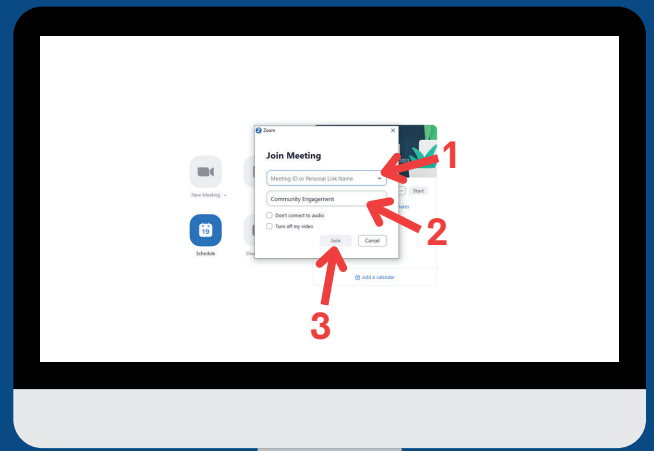 Zoom
Join Meeting
1
Meeting ID or Personal Link Name
Start
New Meeting
Community Engagement
2
Don't connect to audio
Turn off my video
Join
Cancel
19
Schedule
Add a calendar
3